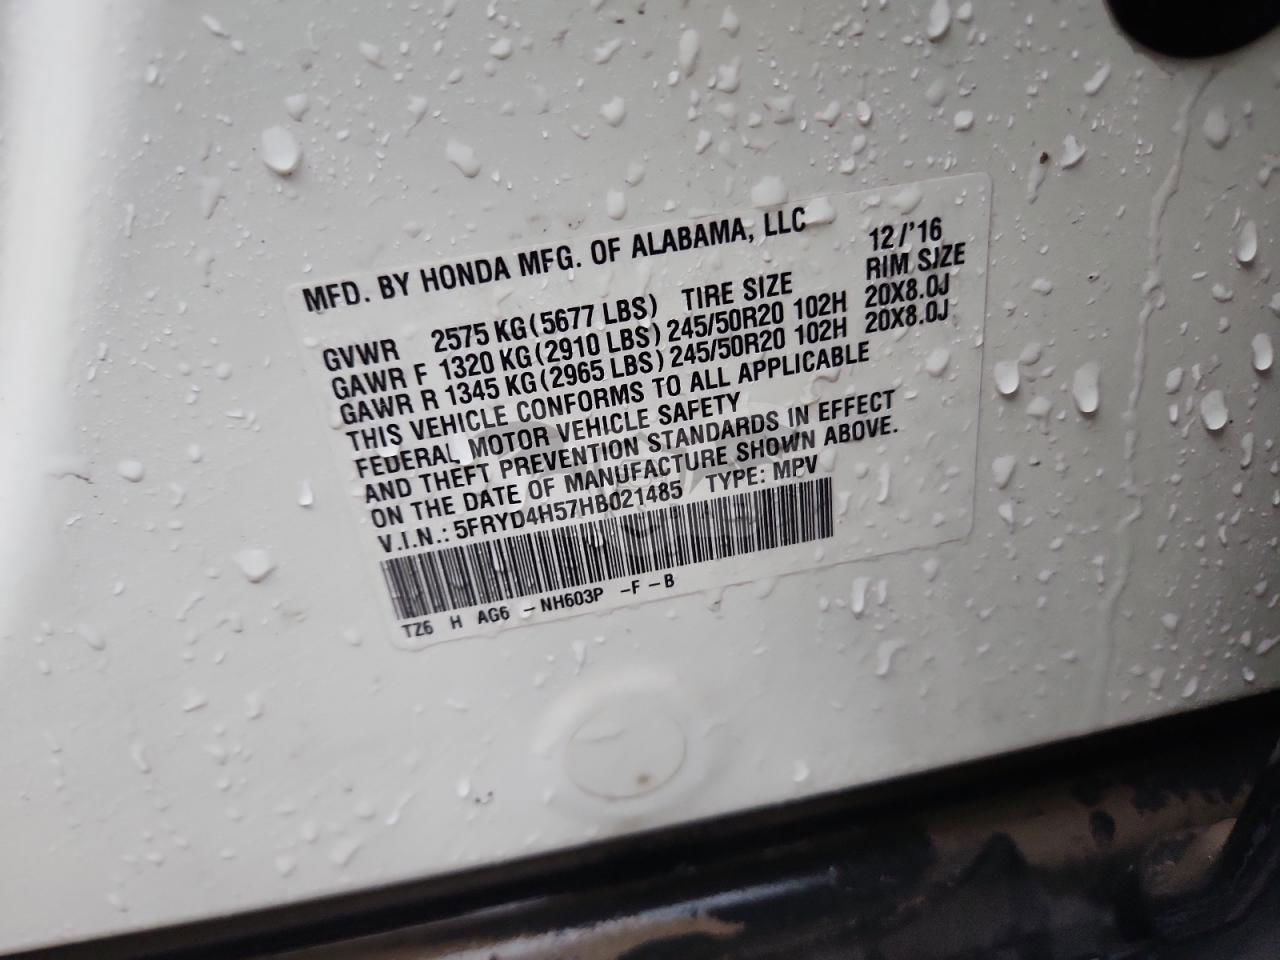 MFD. BY HONDA MFG. OF ALABAMA, LLC 12/'16
GVWR 2575 KG(5677 LBS) TIRE SIZE RIM SIZE
GAWR F 1320 KG(2910 LBS) 245/50R20 102H 20X8.0J
GAWR R 1345 KG(2965 LBS) 245/50R20 102H 20X8.0J
THIS VEHICLE CONFORMS TO ALL APPLICABLE
FEDERAL MOTOR VEHICLE SAFETY
AND THEFT PREVENTION STANDARDS IN EFFECT
ON THE DATE OF MANUFACTURE SHOWN ABOVE.
V.I.N.: 5FRYD4H57HB021485 TYPE: MPV
TZ6 H AG6 - NH603P -F - B